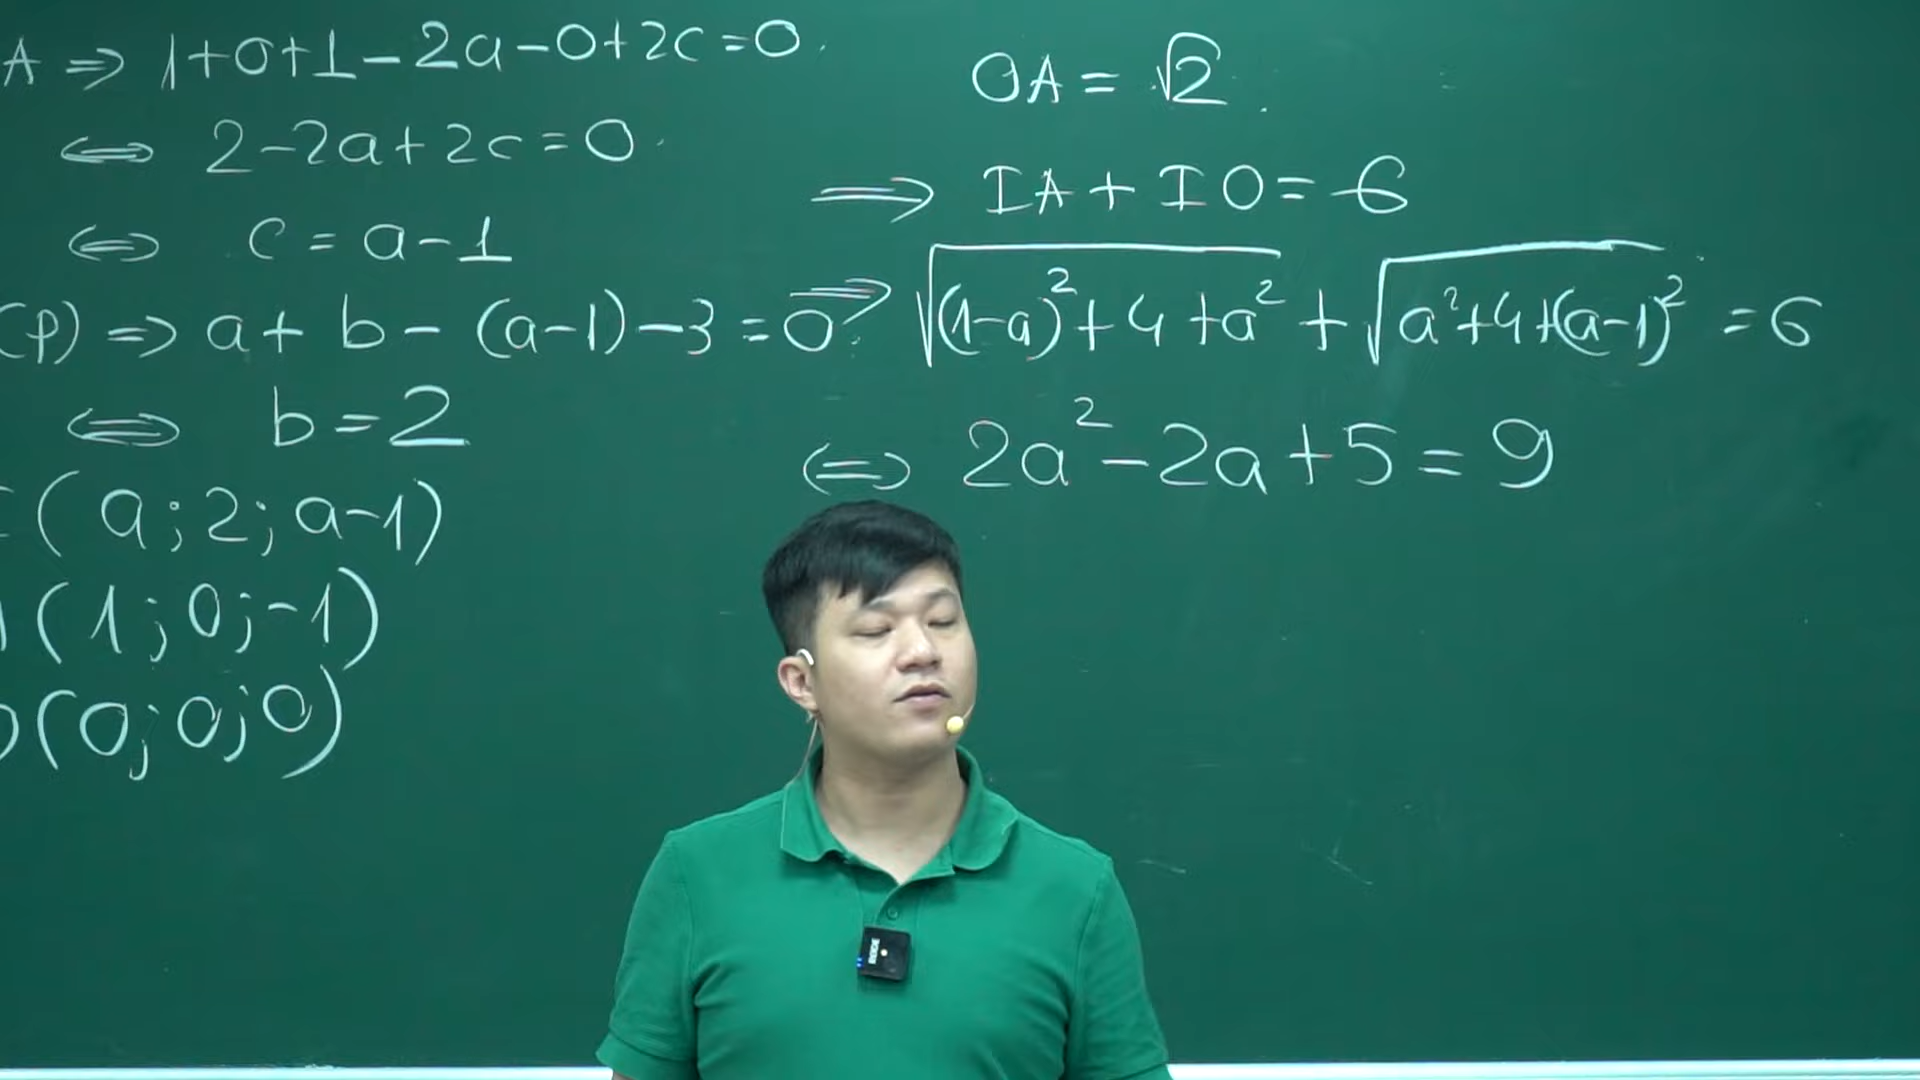 A ⇒ 1+0+1-2a-0+2c=0
⇔ 2-2a+2c=0
⇔ c=a-1
(P) ⇒ a+b-(a-1)-3=0
⇔ b=2
(a;2;a-1)
(1;0;-1)
(0;0;0)
OA=√2
⇒ IA+IO=6
⇒ √((1-a)²+4+a²) + √(a²+4+(a-1)²) =6
⇔ 2a²-2a+5=9
RØDE